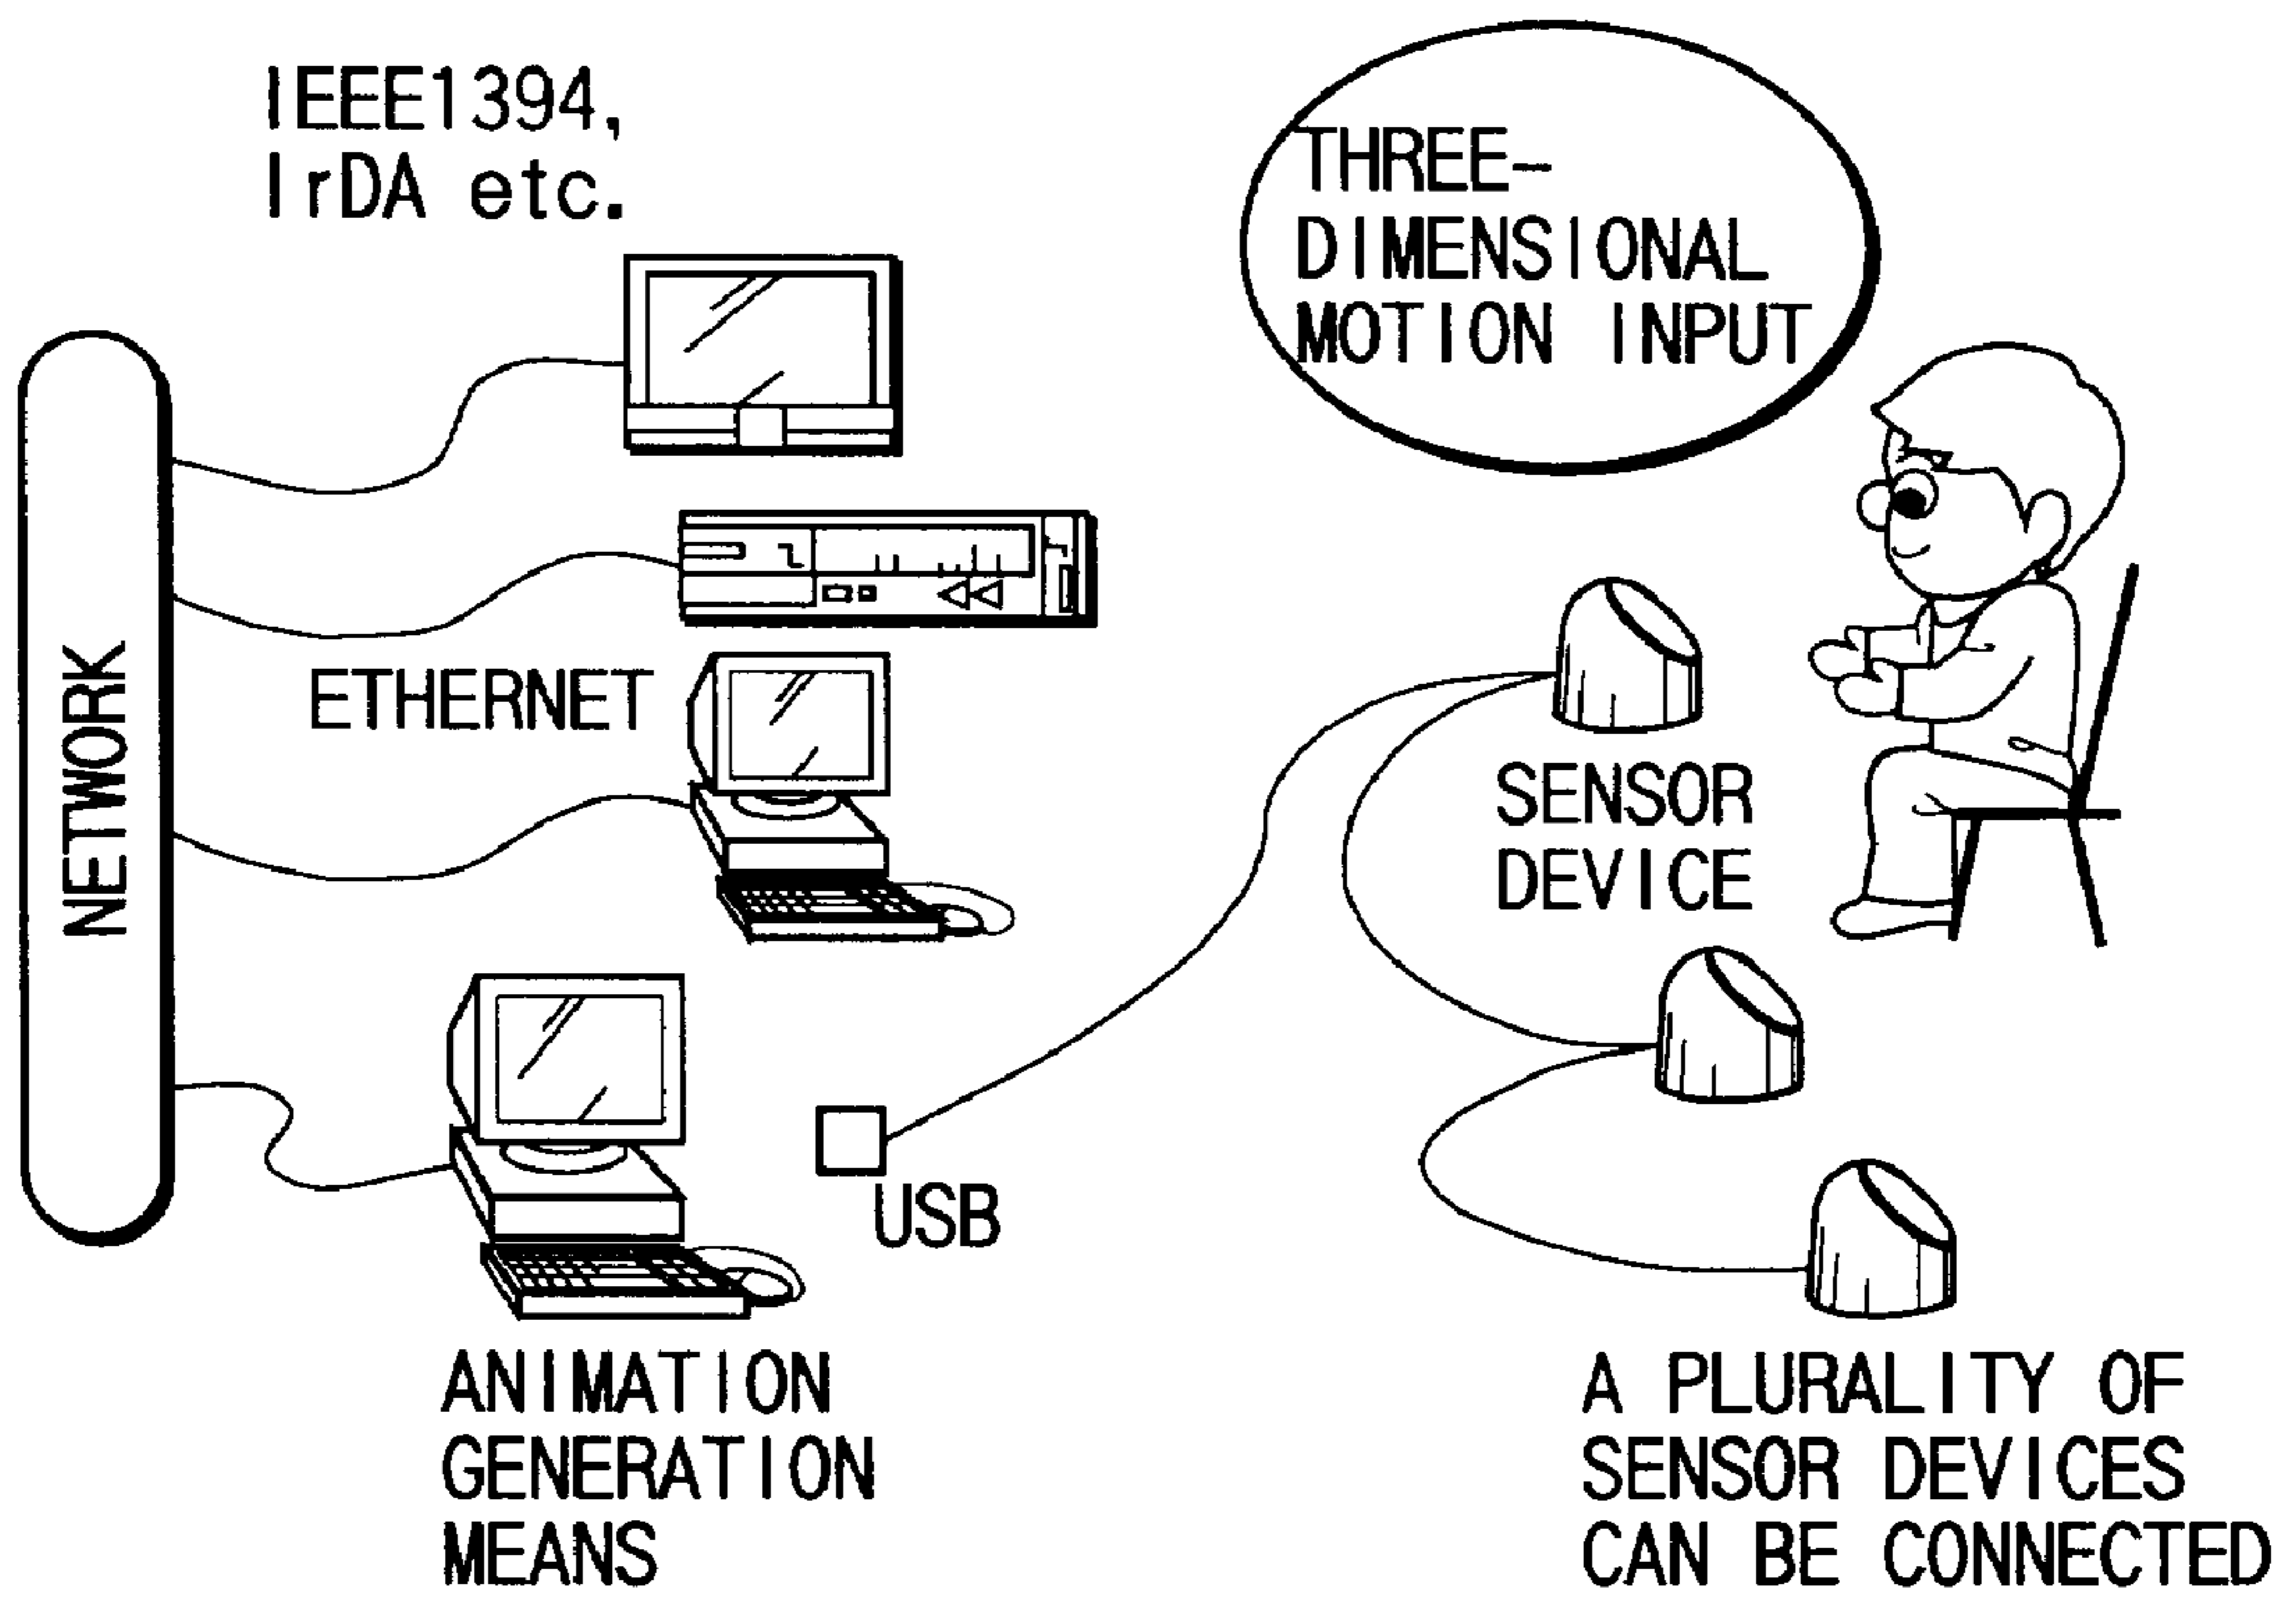 IEEE1394,
IrDA etc.
THREE-
DIMENSIONAL
MOTION INPUT
NETWORK
ETHERNET
SENSOR
DEVICE
USB
ANIMATION
GENERATION
MEANS
A PLURALITY OF
SENSOR DEVICES
CAN BE CONNECTED